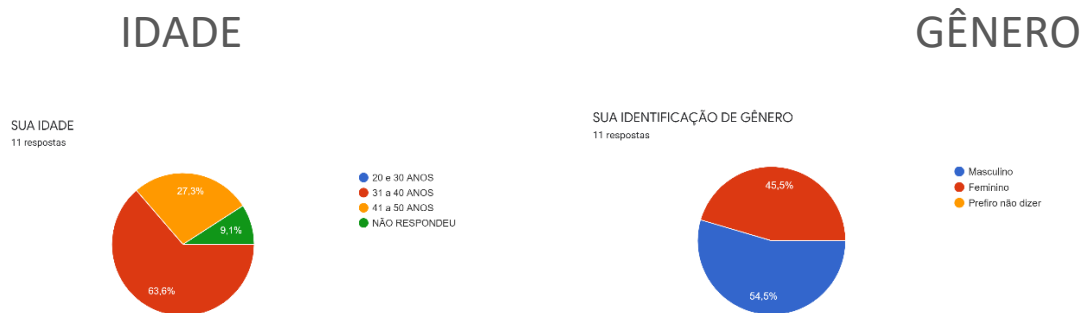 IDADE
GÊNERO
SUA IDADE
11 respostas
27,3%
9,1%
63,6%
20 e 30 ANOS
31 a 40 ANOS
41 a 50 ANOS
NÃO RESPONDEU
SUA IDENTIFICAÇÃO DE GÊNERO
11 respostas
45,5%
54,5%
Masculino
Feminino
Prefiro não dizer